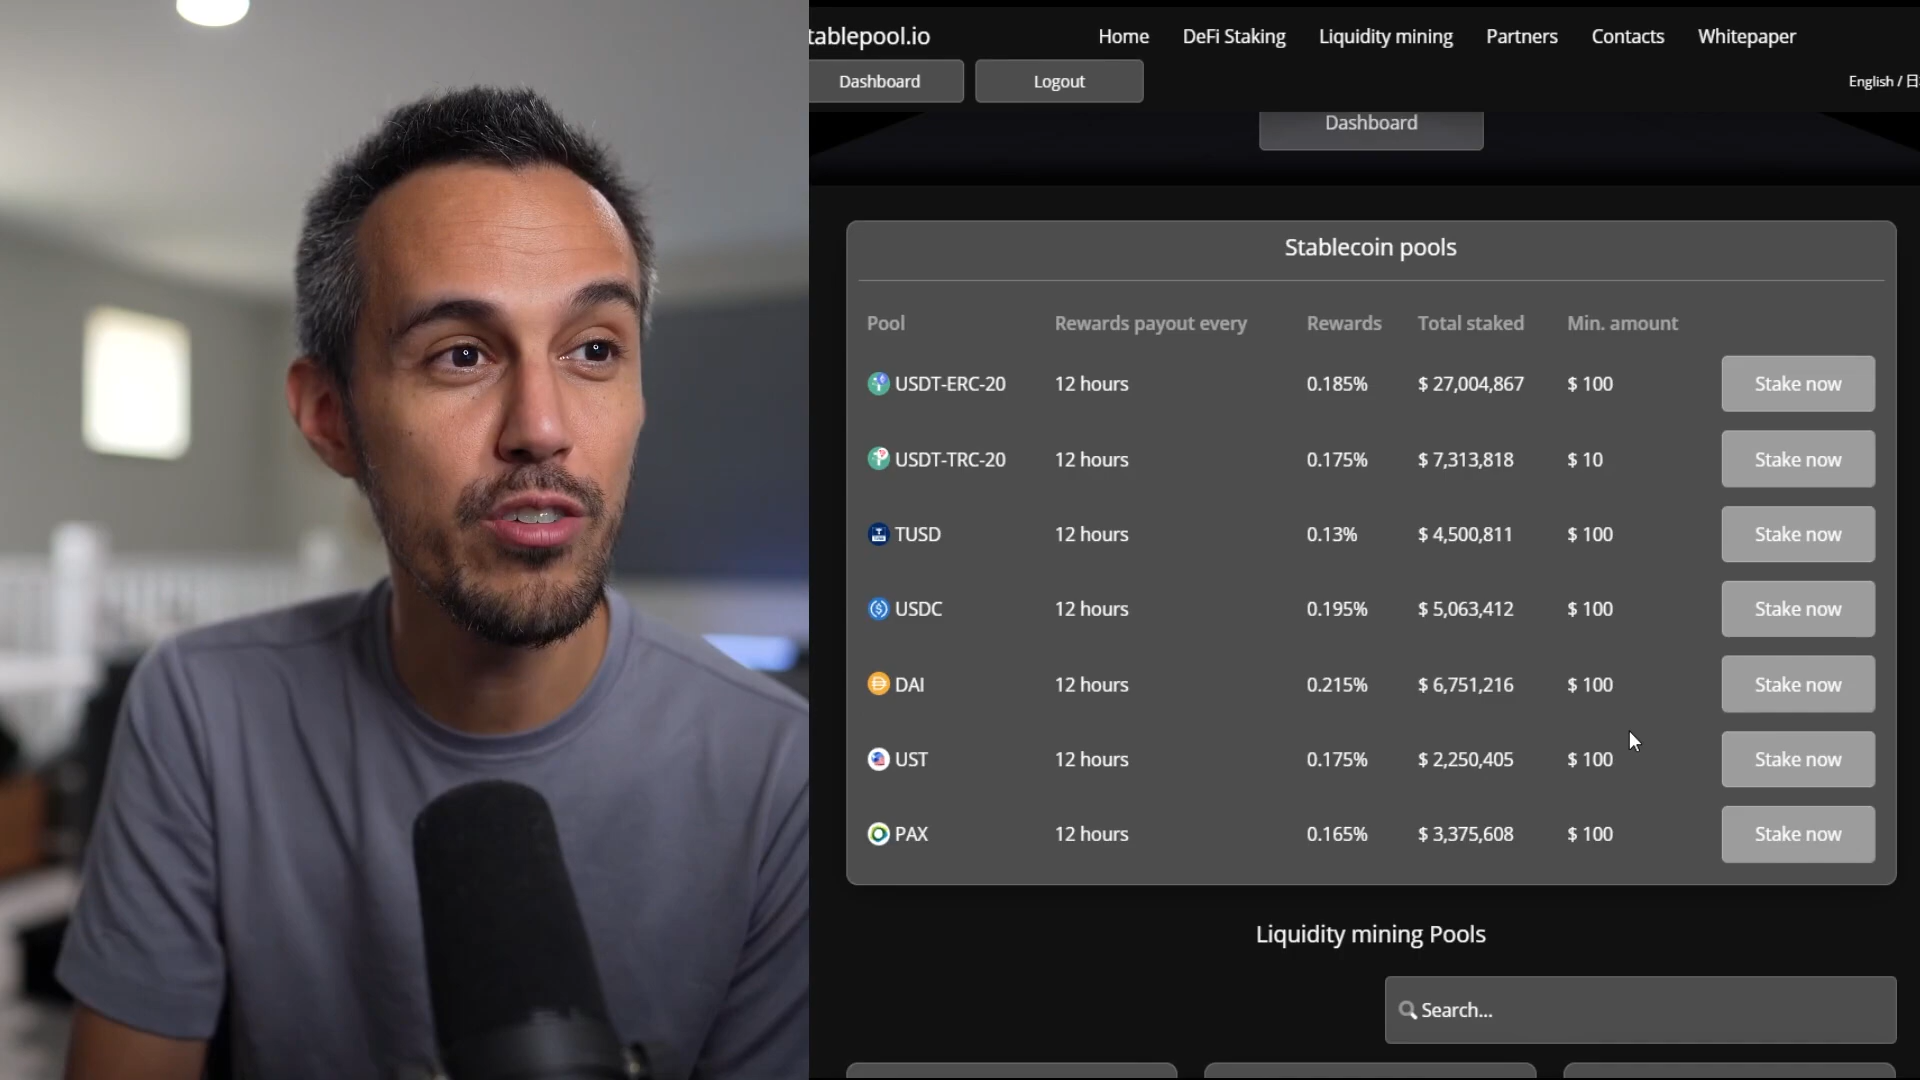 tablepool.io
Home DeFi Staking Liquidity mining Partners Contacts Whitepaper
Dashboard Logout English / 日
Dashboard
Stablecoin pools
Pool Rewards payout every Rewards Total staked Min. amount
USDT-ERC-20 12 hours 0.185% $ 27,004,867 $ 100 Stake now
USDT-TRC-20 12 hours 0.175% $ 7,313,818 $ 10 Stake now
TUSD 12 hours 0.13% $ 4,500,811 $ 100 Stake now
USDC 12 hours 0.195% $ 5,063,412 $ 100 Stake now
DAI 12 hours 0.215% $ 6,751,216 $ 100 Stake now
UST 12 hours 0.175% $ 2,250,405 $ 100 Stake now
PAX 12 hours 0.165% $ 3,375,608 $ 100 Stake now
Liquidity mining Pools
Search...